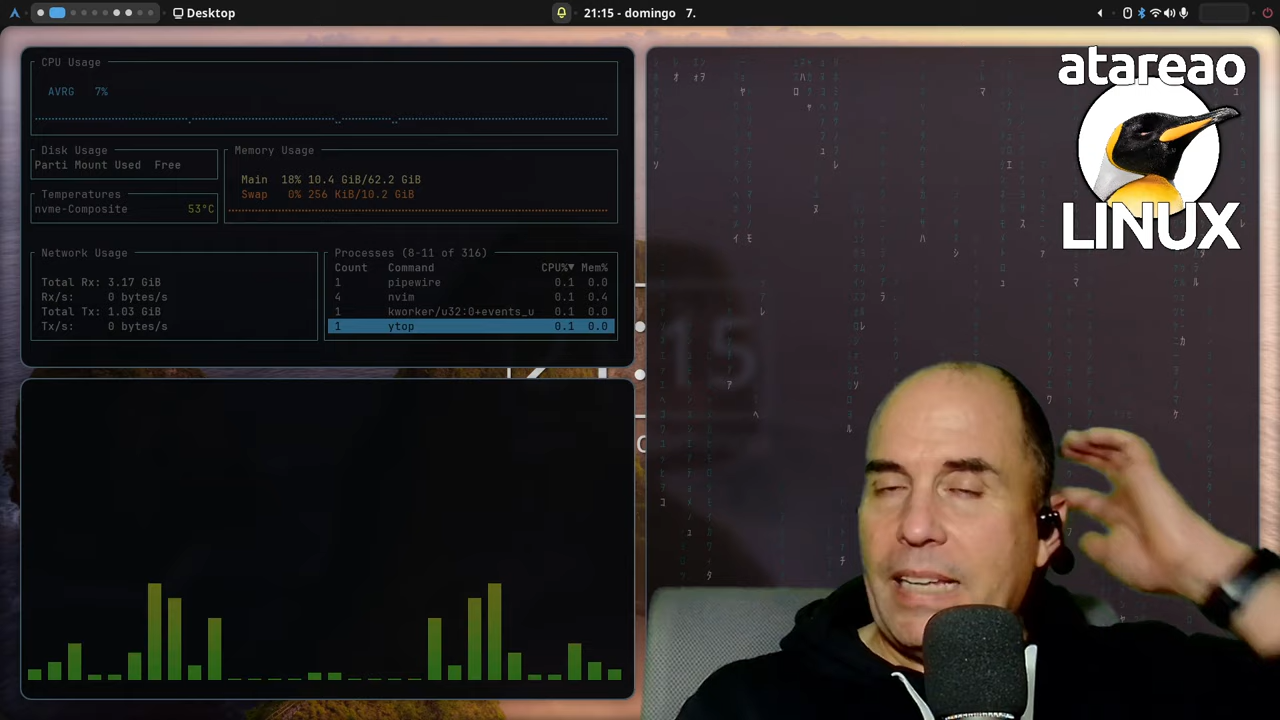 Desktop
21:15 - domingo 7.
CPU Usage
AVRG 7%
Disk Usage
Parti Mount Used Free
Memory Usage
Main 18% 10.4 GiB/62.2 GiB
Swap 0% 256 KiB/10.2 GiB
Temperatures
nvme-Composite 53°C
Network Usage
Total Rx: 3.17 GiB
Rx/s: 0 bytes/s
Total Tx: 1.03 GiB
Tx/s: 0 bytes/s
Processes (8-11 of 316)
Count Command CPU%▼ Mem%
1 pipewire 0.1 0.0
4 nvim 0.1 0.4
1 kworker/u32:0+events_u 0.1 0.0
1 ytop 0.1 0.0
atareao
LINUX
15